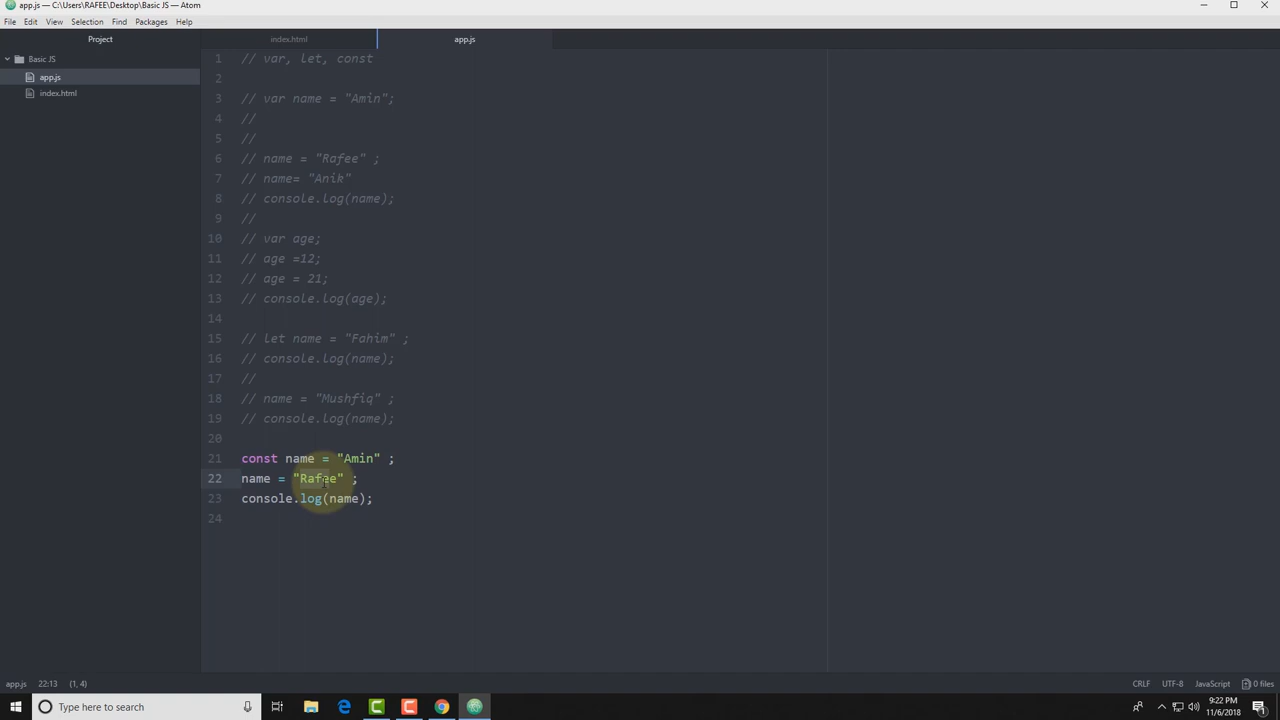 app.js — C:\Users\RAFEE\Desktop\Basic JS — Atom
File Edit View Selection Find Packages Help
Project
index.html
app.js
Basic JS
app.js
index.html
1 // var, let, const
2
3 // var name = "Amin";
4 //
5 //
6 // name = "Rafee" ;
7 // name= "Anik"
8 // console.log(name);
9 //
10 // var age;
11 // age =12;
12 // age = 21;
13 // console.log(age);
14
15 // let name = "Fahim" ;
16 // console.log(name);
17 //
18 // name = "Mushfiq" ;
19 // console.log(name);
20
21 const name = "Amin" ;
22 name = "Rafee" ;
23 console.log(name);
24
app.js 22:13 (1, 4)
CRLF UTF-8 JavaScript 0 files
Type here to search
9:22 PM
11/6/2018
1